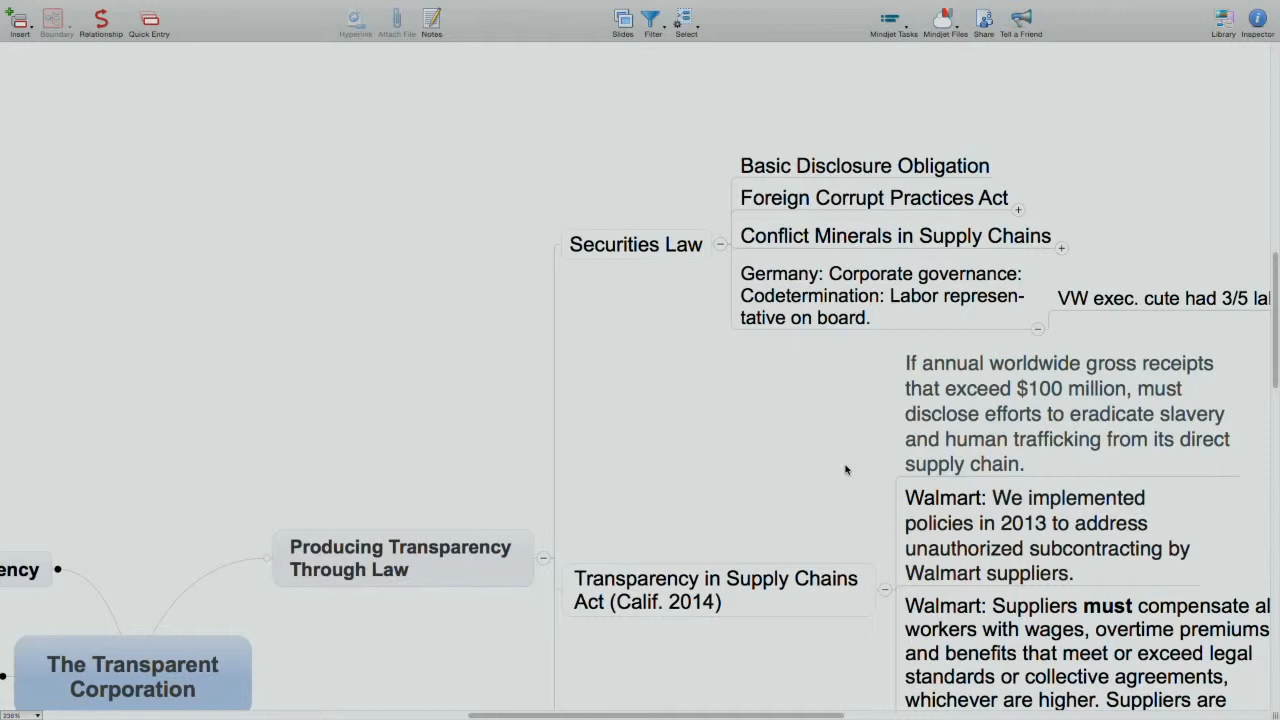 Insert
Boundary
Relationship
Quick Entry
Hyperlink
Attach File
Notes
Slides
Filter
Select
Mindjet Tasks
Mindjet Files
Share
Tell a Friend
Library
Inspector
Basic Disclosure Obligation
Foreign Corrupt Practices Act
Conflict Minerals in Supply Chains
Securities Law
Germany: Corporate governance:
Codetermination: Labor represen-
tative on board.
VW exec. cute had 3/5 la
If annual worldwide gross receipts
that exceed $100 million, must
disclose efforts to eradicate slavery
and human trafficking from its direct
supply chain.
Walmart: We implemented
policies in 2013 to address
unauthorized subcontracting by
Walmart suppliers.
Producing Transparency
Through Law
ency
Transparency in Supply Chains
Act (Calif. 2014)
Walmart: Suppliers must compensate al
workers with wages, overtime premiums
and benefits that meet or exceed legal
standards or collective agreements,
whichever are higher. Suppliers are
The Transparent
Corporation
236%